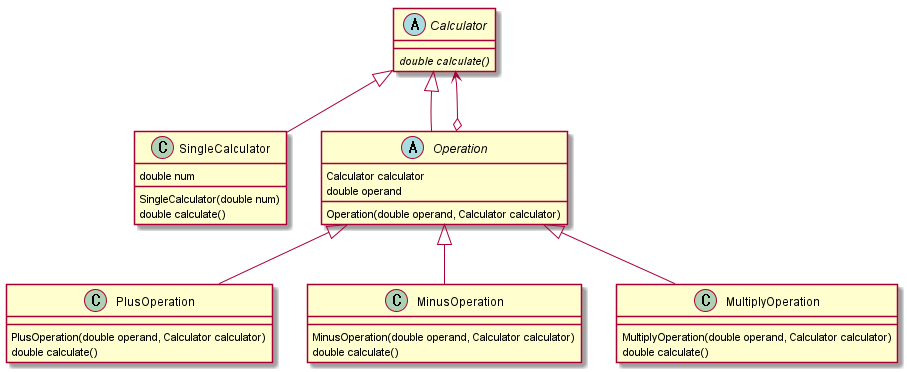 A Calculator
double calculate()
C SingleCalculator
double num
SingleCalculator(double num)
double calculate()
A Operation
Calculator calculator
double operand
Operation(double operand, Calculator calculator)
C PlusOperation
PlusOperation(double operand, Calculator calculator)
double calculate()
C MinusOperation
MinusOperation(double operand, Calculator calculator)
double calculate()
C MultiplyOperation
MultiplyOperation(double operand, Calculator calculator)
double calculate()